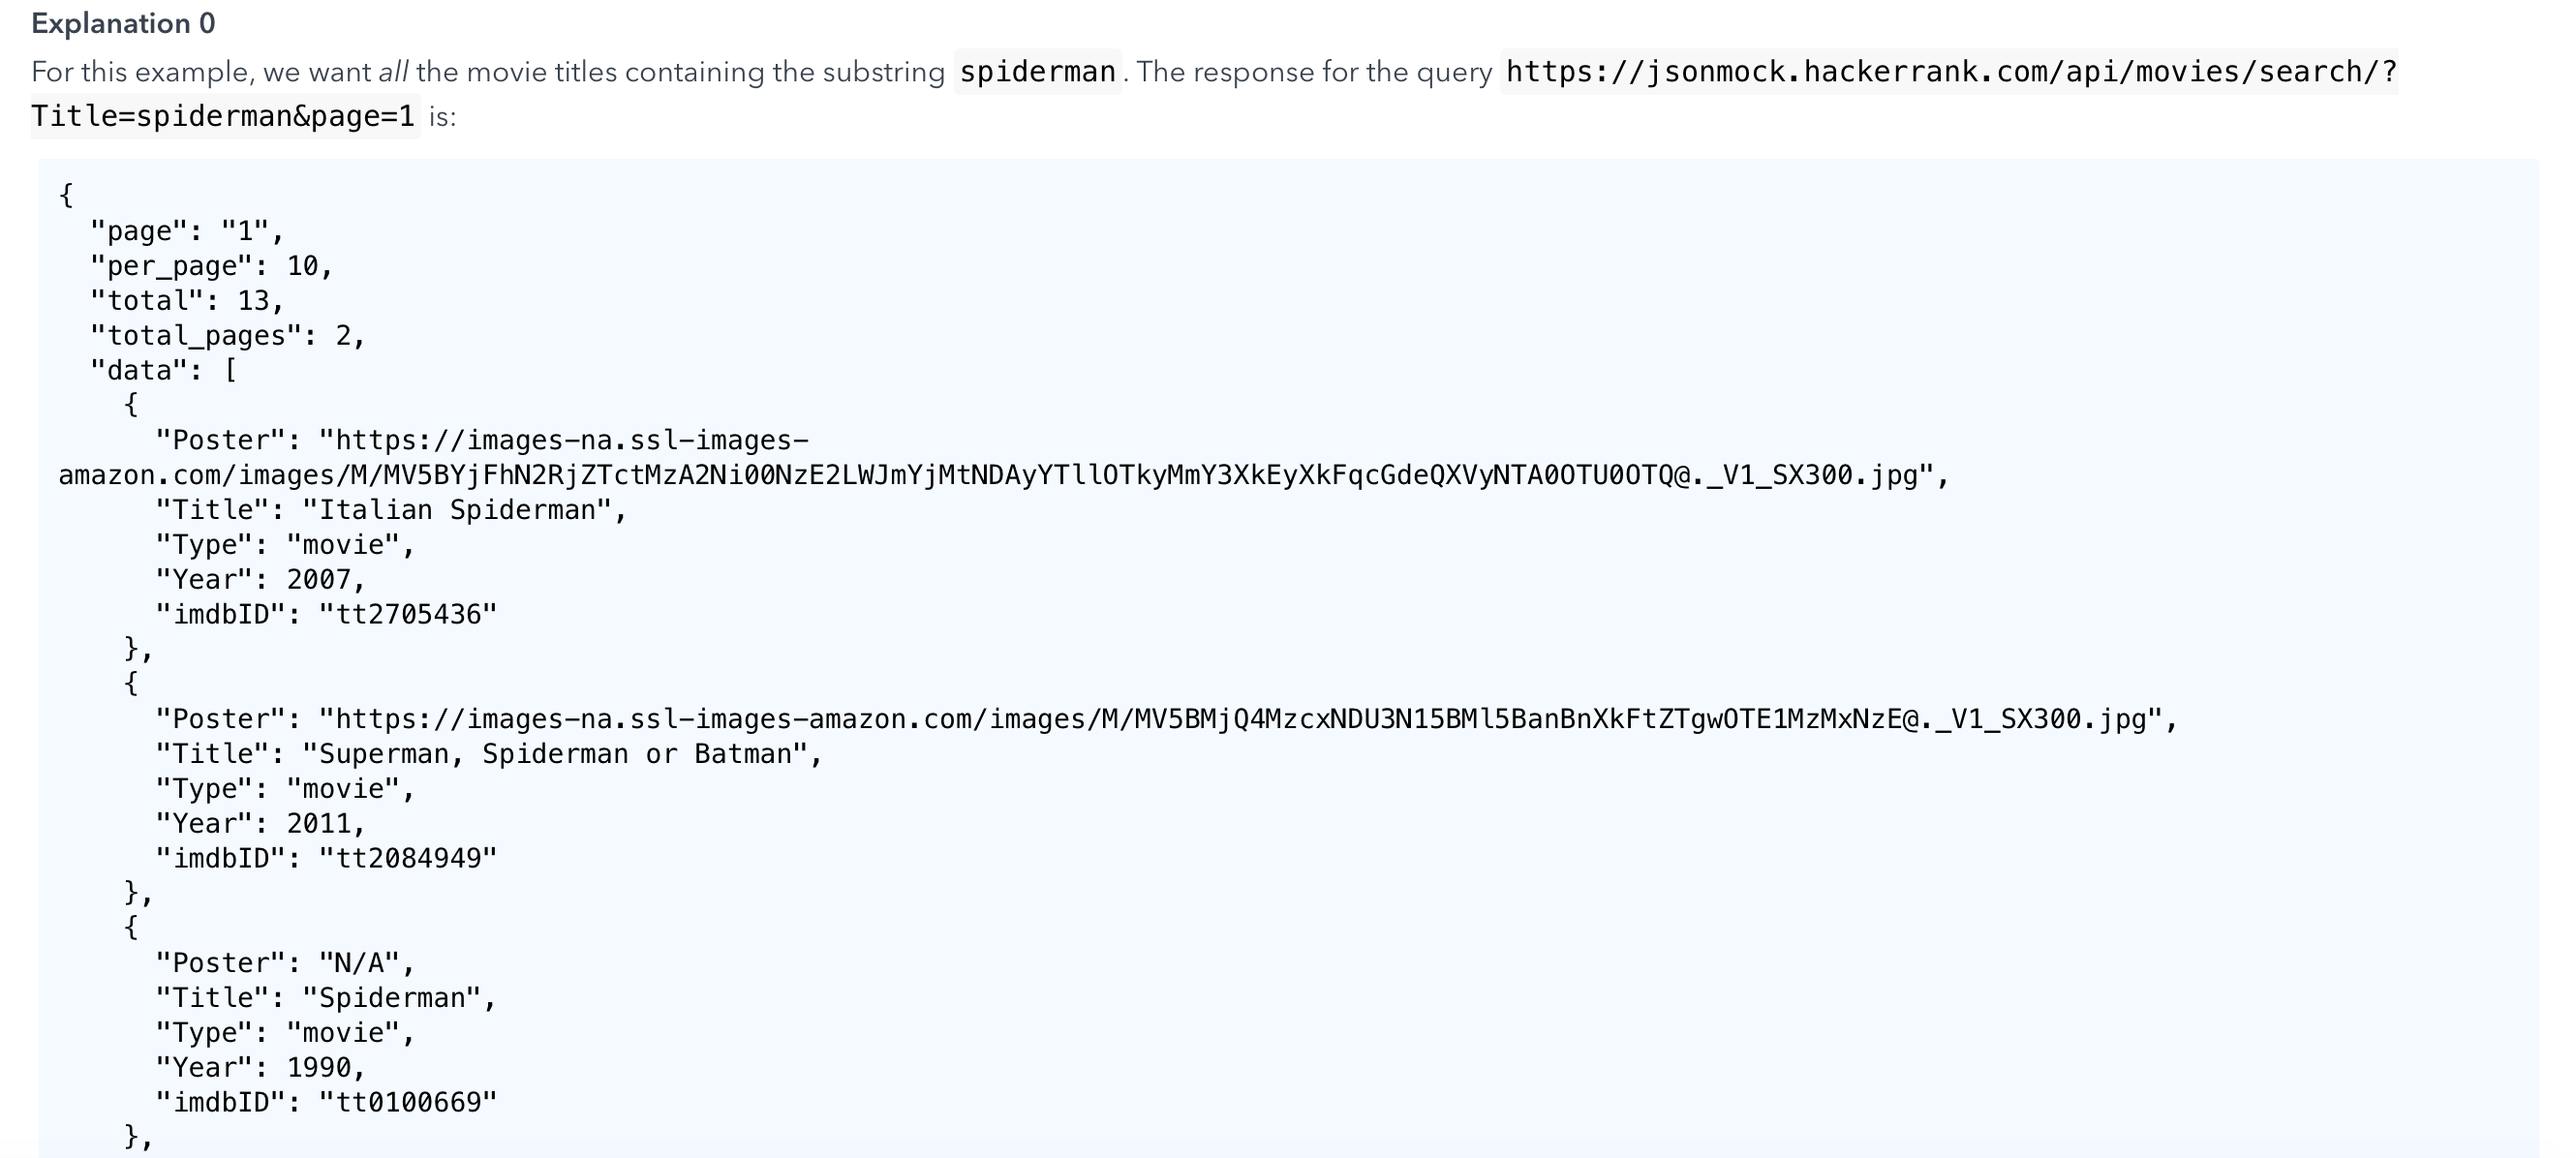 Explanation 0
For this example, we want all the movie titles containing the substring spiderman. The response for the query https://jsonmock.hackerrank.com/api/movies/search/?
Title=spiderman&page=1 is:
{
  "page": "1",
  "per_page": 10,
  "total": 13,
  "total_pages": 2,
  "data": [
    {
      "Poster": "https://images-na.ssl-images-
amazon.com/images/M/MV5BYjFhN2RjZTctMzA2Ni00NzE2LWJmYjMtNDAyYTllOTkyMmY3XkEyXkFqcGdeQXVyNTA0OTU0OTQ@._V1_SX300.jpg",
      "Title": "Italian Spiderman",
      "Type": "movie",
      "Year": 2007,
      "imdbID": "tt2705436"
    },
    {
      "Poster": "https://images-na.ssl-images-amazon.com/images/M/MV5BMjQ4MzcxNDU3N15BMl5BanBnXkFtZTgwOTE1MzMxNzE@._V1_SX300.jpg",
      "Title": "Superman, Spiderman or Batman",
      "Type": "movie",
      "Year": 2011,
      "imdbID": "tt2084949"
    },
    {
      "Poster": "N/A",
      "Title": "Spiderman",
      "Type": "movie",
      "Year": 1990,
      "imdbID": "tt0100669"
    },